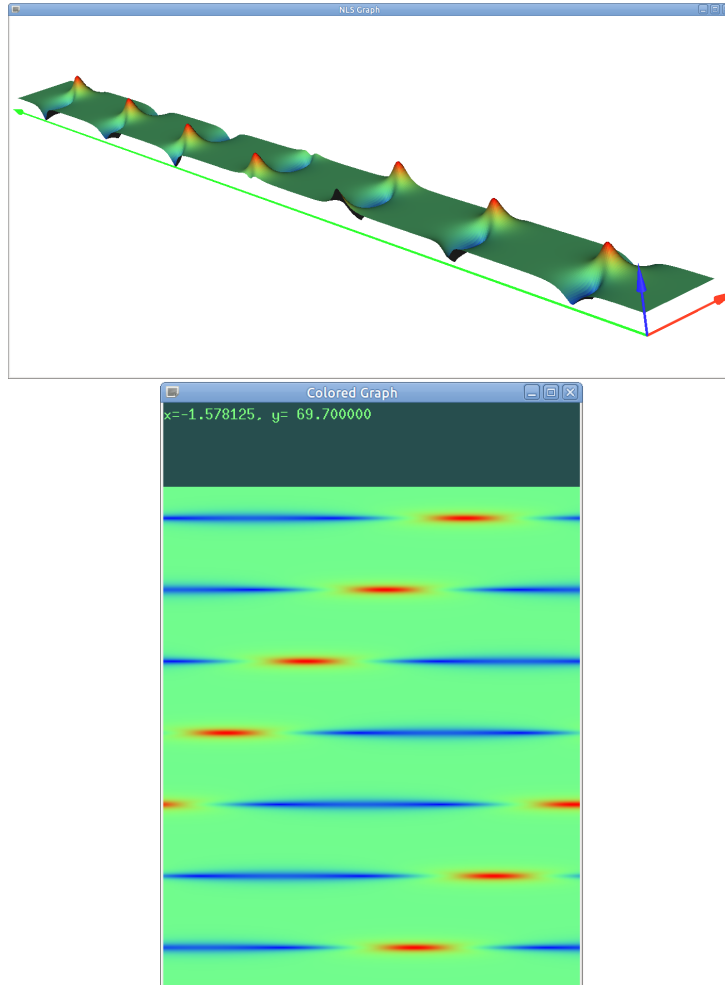 NLS Graph
Colored Graph
x=-1.578125, y= 69.700000